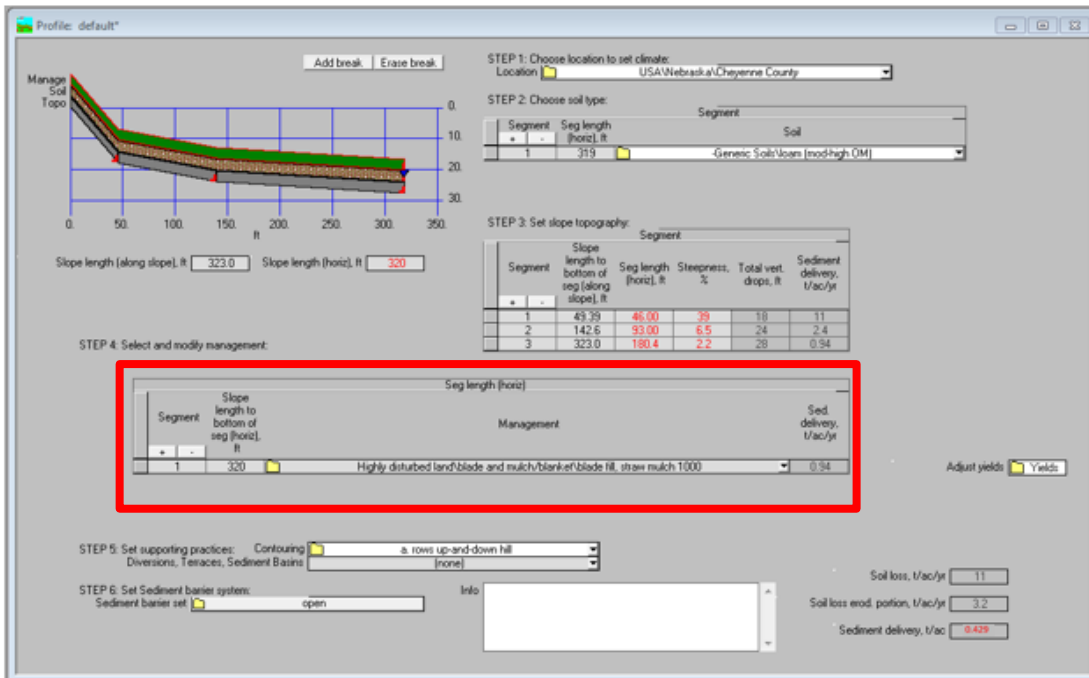 Profile: default*
Add break Erase break
Manage
Soil
Topo
0.
10.
20.
30.
0. 50. 100. 150. 200. 250. 300. 350.
ft
Slope length (along slope), ft 323.0 Slope length (horiz), ft 320
STEP 1: Choose location to set climate:
Location USA\Nebraska\Cheyenne County
STEP 2: Choose soil type:
Segment
Segment Seg length (horiz), ft Soil
+ -
1 319 -Generic Soils\loam (mod-high OM)
STEP 3: Set slope topography:
Segment
Segment Slope length to bottom of seg (along slope), ft Seg length (horiz), ft Steepness, % Total vert. drops, ft Sediment delivery, t/ac/yr
+ -
1 49.39 46.00 39 18 11
2 142.6 93.00 6.5 24 2.4
3 323.0 180.4 2.2 28 0.94
STEP 4: Select and modify management:
Seg length (horiz)
Segment Slope length to bottom of seg (horiz), ft Management Sed. delivery, t/ac/yr
+ -
1 320 Highly disturbed land\blade and mulch/blanket\blade fill, straw mulch 1000 0.94
Adjust yields Yields
STEP 5: Set supporting practices: Contouring a. rows up-and-down hill
Diversions, Terraces, Sediment Basins (none)
STEP 6: Set Sediment barrier system:
Sediment barrier set open
Info
Soil loss, t/ac/yr 11
Soil loss erod. portion, t/ac/yr 3.2
Sediment delivery, t/ac 0.429